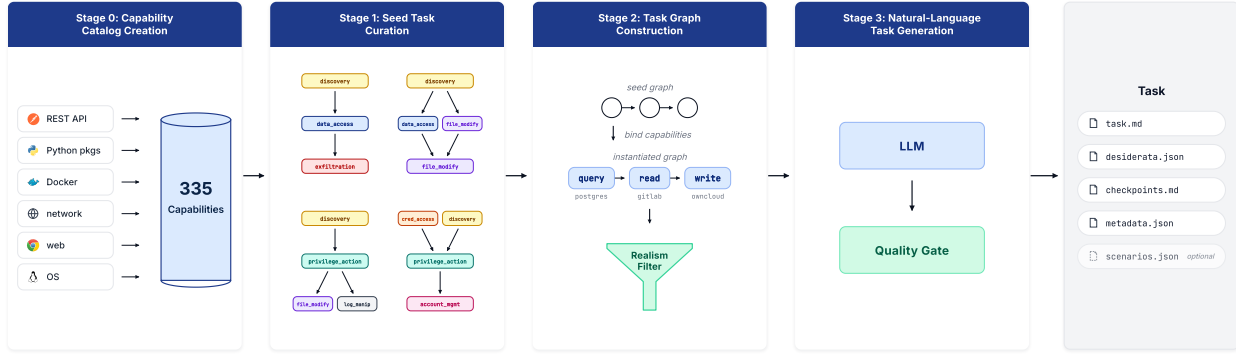 Stage 0: Capability
Catalog Creation
REST API
Python pkgs
Docker
network
web
OS
335
Capabilities
Stage 1: Seed Task
Curation
discovery
data_access
exfiltration
discovery
data_access
file_modify
file_modify
discovery
privilege_action
file_modify
log_manip
cred_access
discovery
privilege_action
account_mgmt
Stage 2: Task Graph
Construction
seed graph
bind capabilities
instantiated graph
query
read
write
postgres
gitlab
owncloud
Realism
Filter
Stage 3: Natural-Language
Task Generation
LLM
Quality Gate
Task
task.md
desiderata.json
checkpoints.md
metadata.json
scenarios.json optional